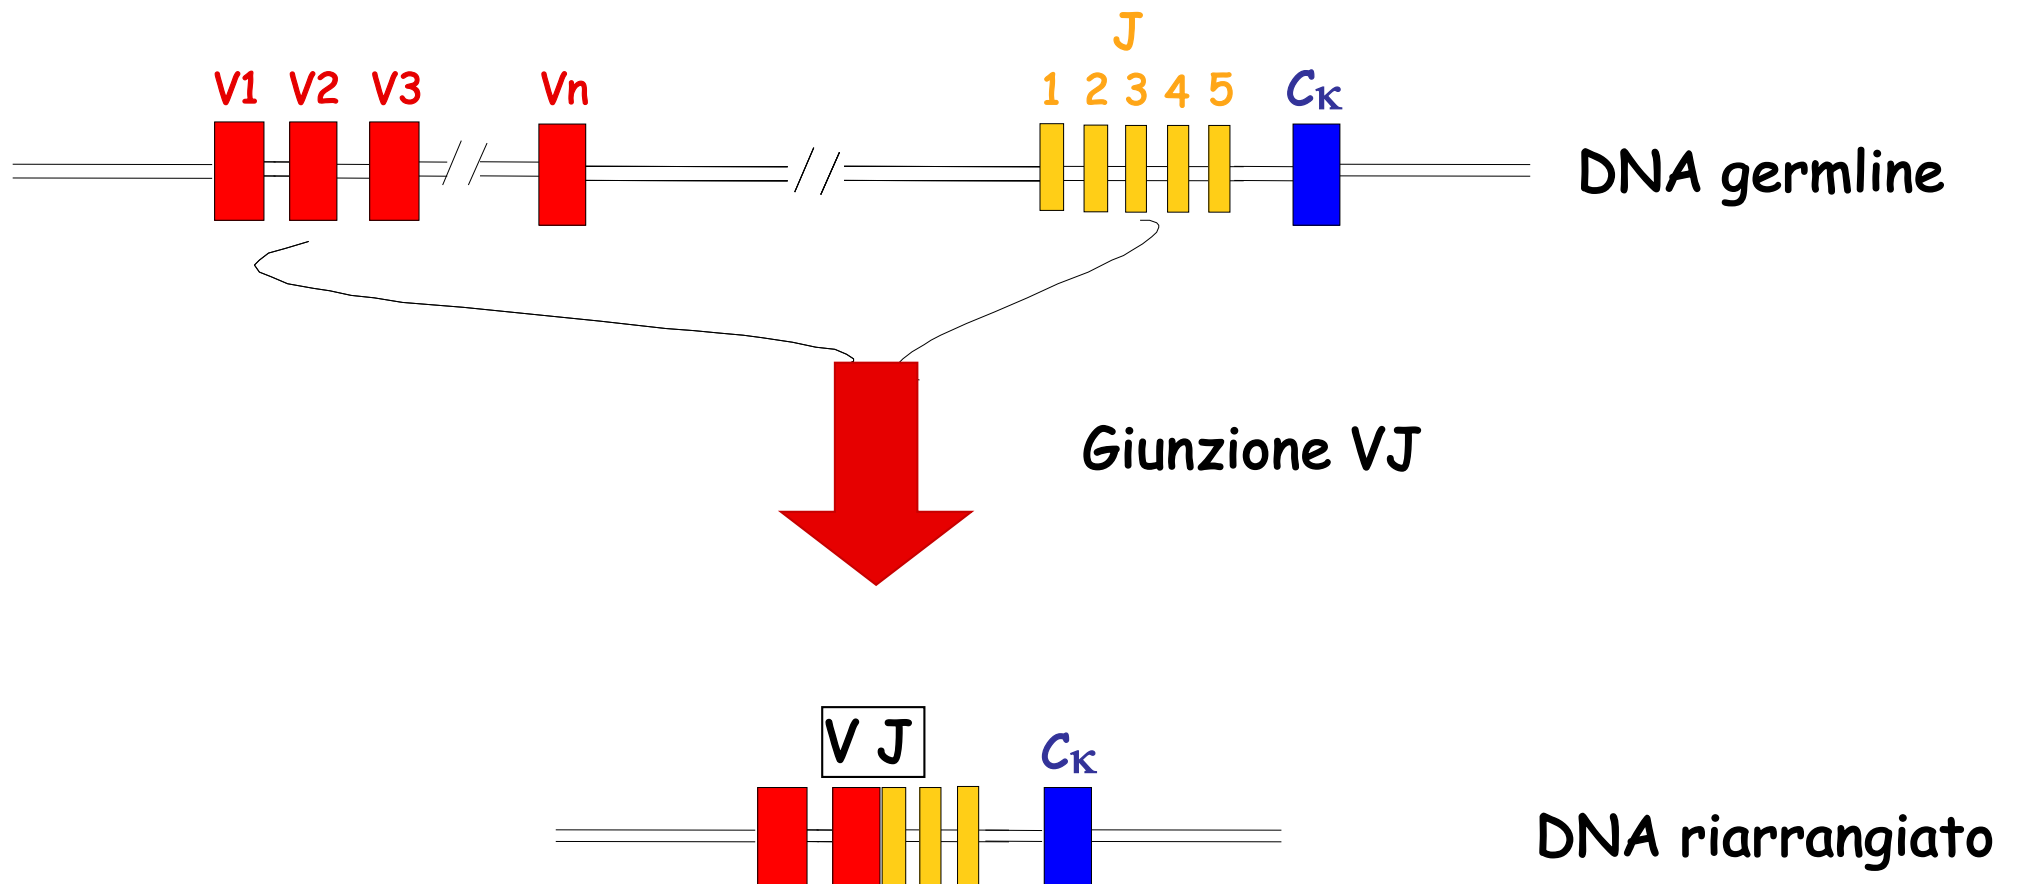 J
V1 V2 V3 Vn 1 2 3 4 5 Cκ
DNA germline
Giunzione VJ
V J
Cκ
DNA riarrangiato